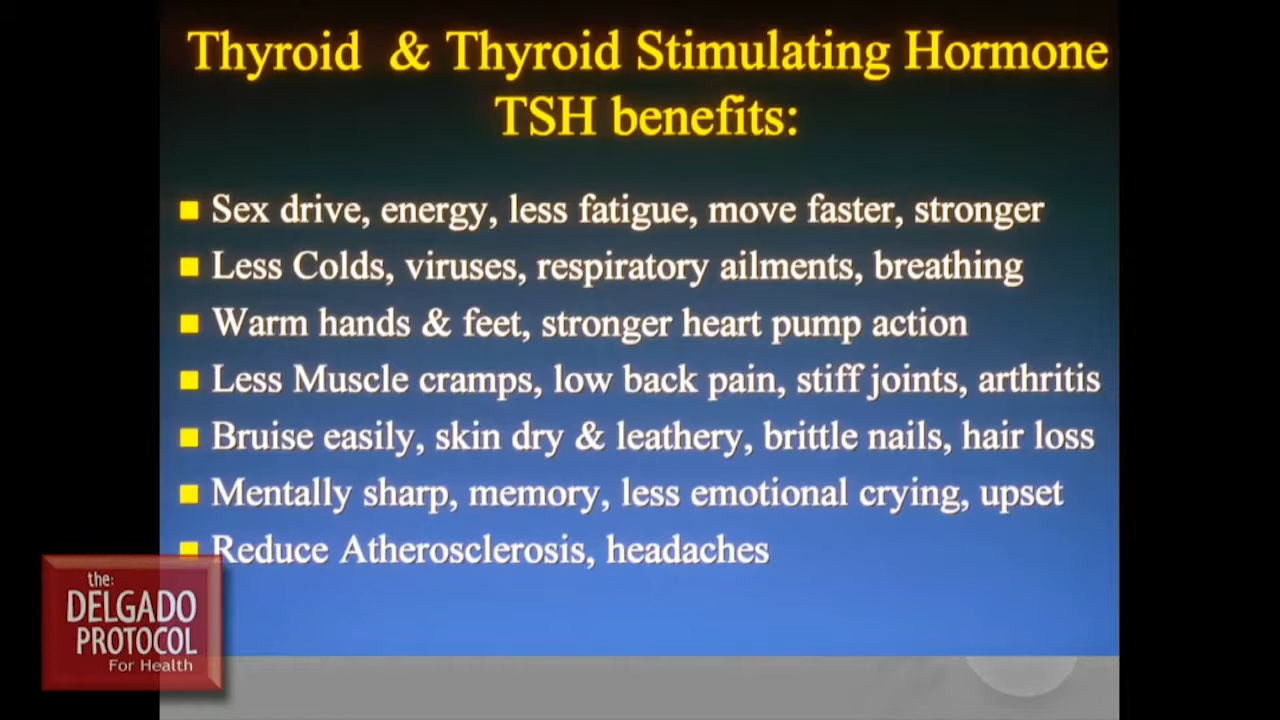 Thyroid & Thyroid Stimulating Hormone
TSH benefits:
Sex drive, energy, less fatigue, move faster, stronger
Less Colds, viruses, respiratory ailments, breathing
Warm hands & feet, stronger heart pump action
Less Muscle cramps, low back pain, stiff joints, arthritis
Bruise easily, skin dry & leathery, brittle nails, hair loss
Mentally sharp, memory, less emotional crying, upset
Reduce Atherosclerosis, headaches
the:
DELGADO
PROTOCOL
For Health